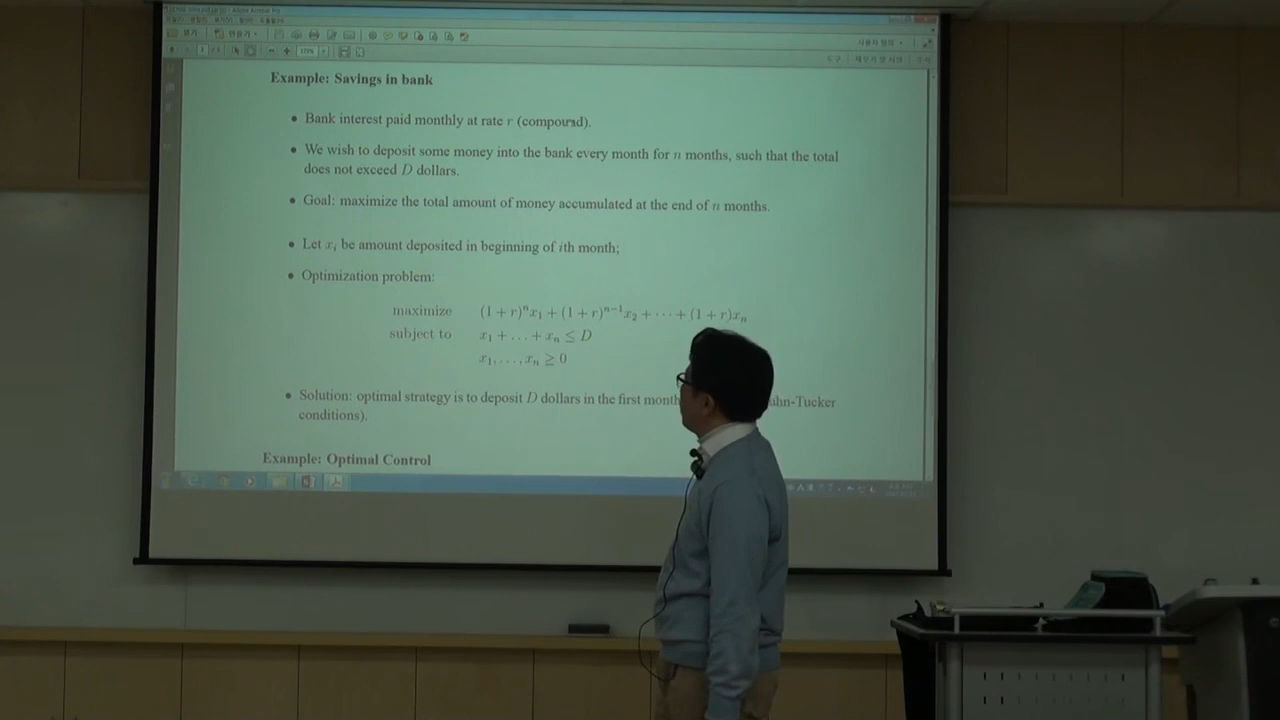 Example: Savings in bank
• Bank interest paid monthly at rate r (compound).
• We wish to deposit some money into the bank every month for n months, such that the total
does not exceed D dollars.
• Goal: maximize the total amount of money accumulated at the end of n months.
• Let xᵢ be amount deposited in beginning of ith month;
• Optimization problem:
maximize (1 + r)ⁿx₁ + (1 + r)ⁿ⁻¹x₂ + ··· + (1 + r)xₙ
subject to x₁ + ... + xₙ ≤ D
x₁, ..., xₙ ≥ 0
• Solution: optimal strategy is to deposit D dollars in the first month uhn-Tucker
conditions).
Example: Optimal Control